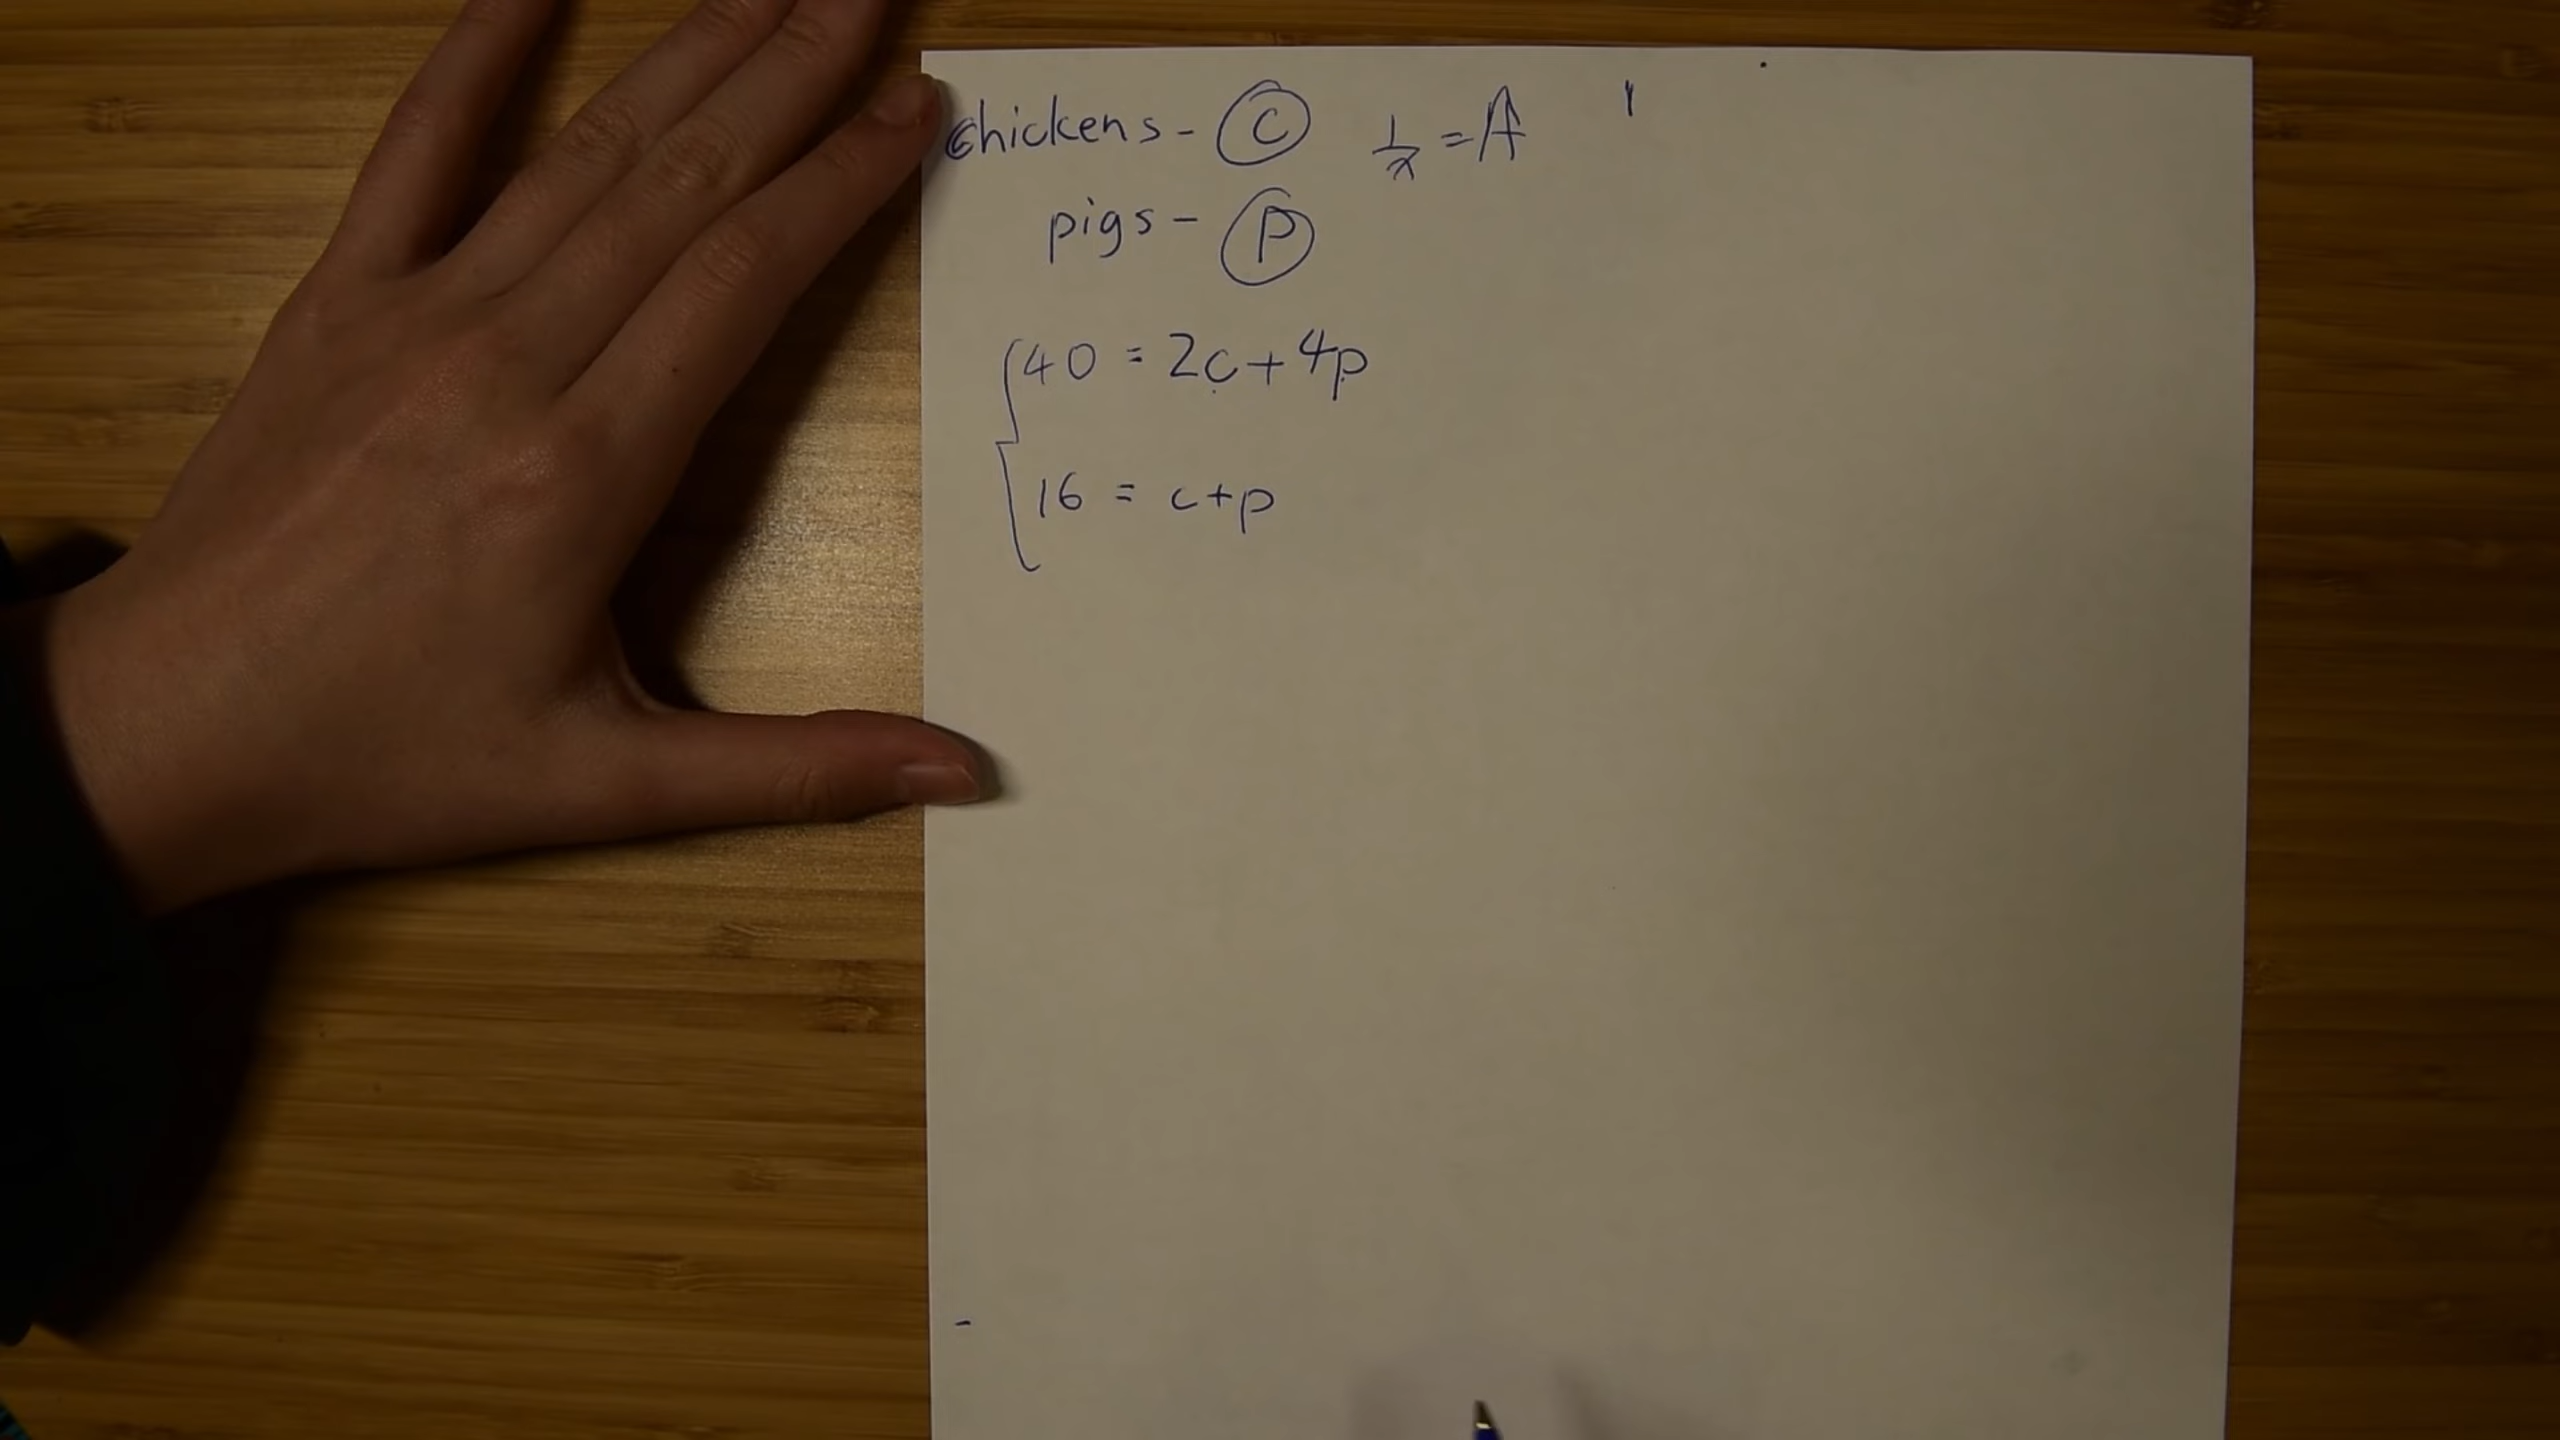 chickens - c 1/x = A
pigs - p
40 = 2c + 4p
16 = c+p